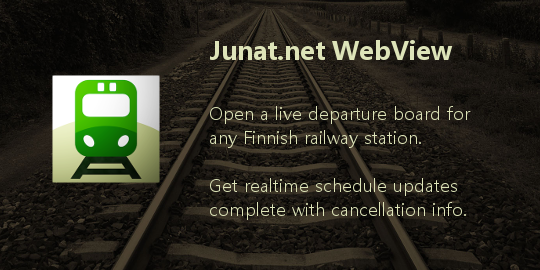 Junat.net WebView
Open a live departure board for
any Finnish railway station.
Get realtime schedule updates
complete with cancellation info.